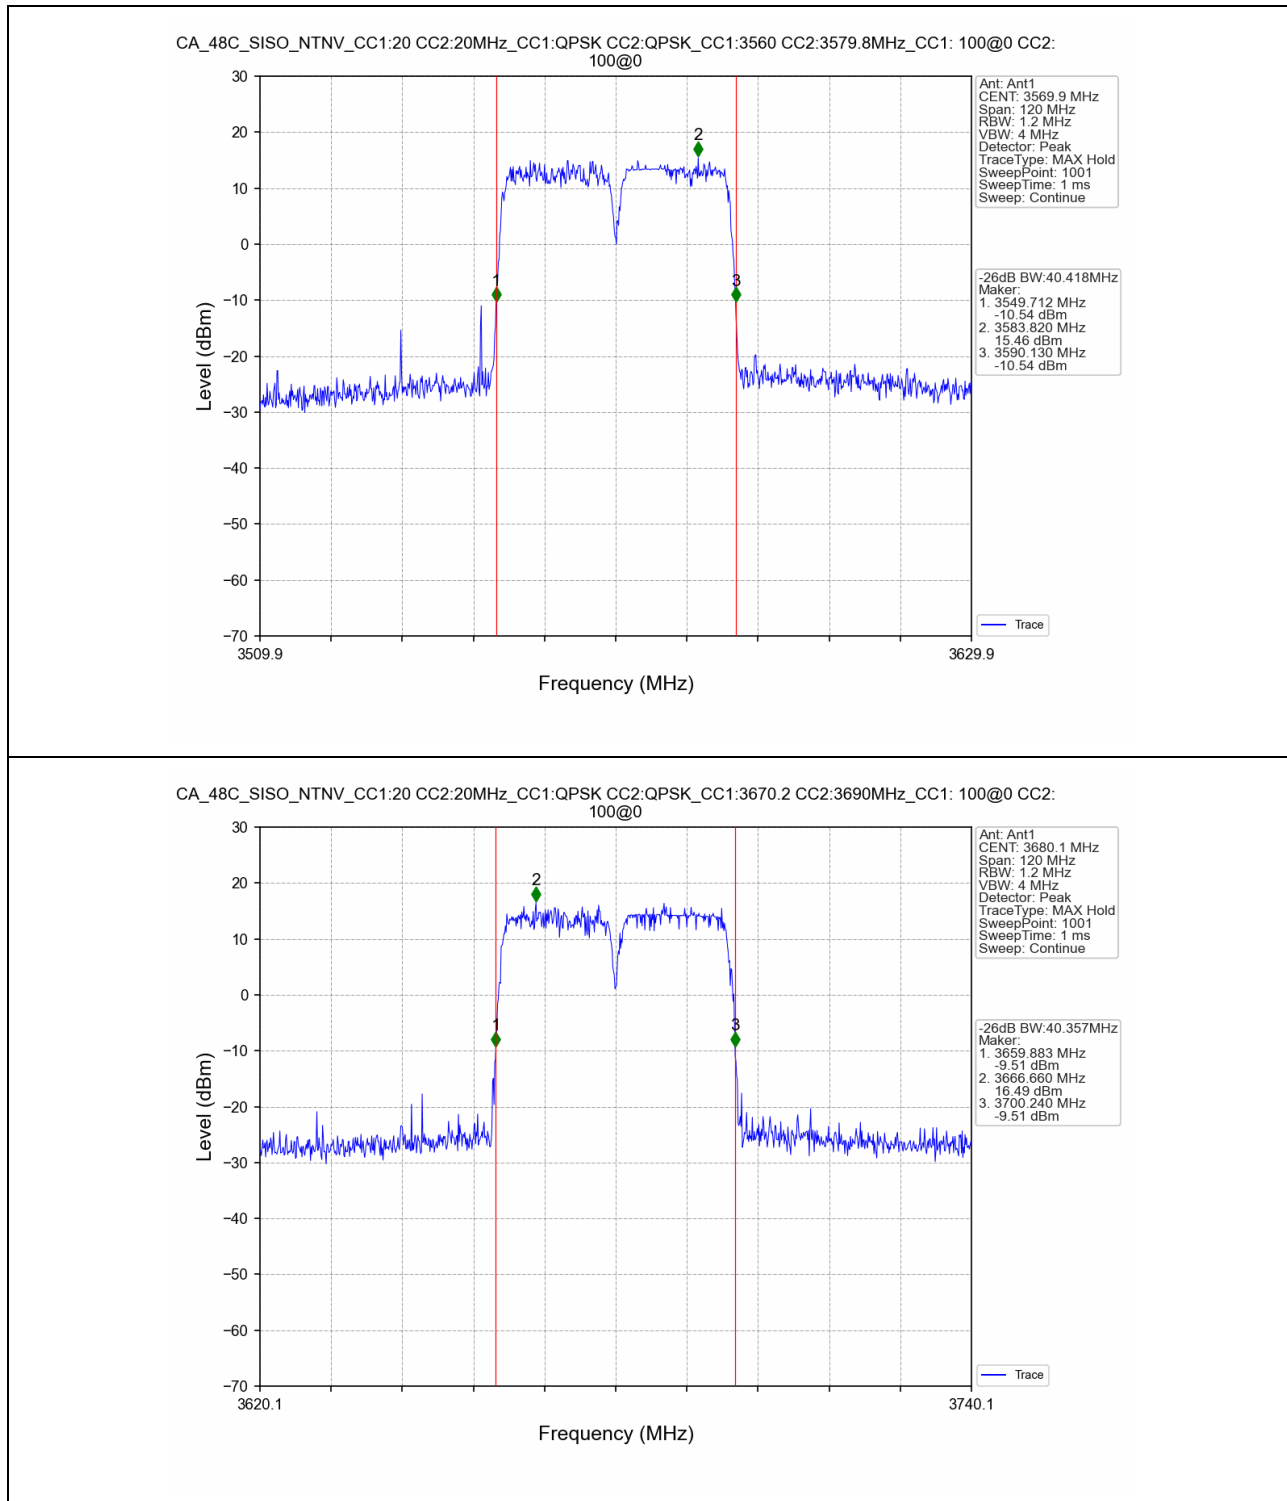 CA_48C_SISO_NTNV_CC1:20 CC2:20MHz_CC1:QPSK CC2:QPSK_CC1:3560 CC2:3579.8MHz_CC1: 100@0 CC2:
100@0
30
20
10
0
−10
−20
−30
−40
−50
−60
−70
Level (dBm)
3509.9
3629.9
Frequency (MHz)
1
2
3
Ant: Ant1
CENT: 3569.9 MHz
Span: 120 MHz
RBW: 1.2 MHz
VBW: 4 MHz
Detector: Peak
TraceType: MAX Hold
SweepPoint: 1001
SweepTime: 1 ms
Sweep: Continue
-26dB BW:40.418MHz
Maker:
1. 3549.712 MHz
-10.54 dBm
2. 3583.820 MHz
15.46 dBm
3. 3590.130 MHz
-10.54 dBm
Trace
CA_48C_SISO_NTNV_CC1:20 CC2:20MHz_CC1:QPSK CC2:QPSK_CC1:3670.2 CC2:3690MHz_CC1: 100@0 CC2:
100@0
30
20
10
0
−10
−20
−30
−40
−50
−60
−70
Level (dBm)
3620.1
3740.1
Frequency (MHz)
1
2
3
Ant: Ant1
CENT: 3680.1 MHz
Span: 120 MHz
RBW: 1.2 MHz
VBW: 4 MHz
Detector: Peak
TraceType: MAX Hold
SweepPoint: 1001
SweepTime: 1 ms
Sweep: Continue
-26dB BW:40.357MHz
Maker:
1. 3659.883 MHz
-9.51 dBm
2. 3666.660 MHz
16.49 dBm
3. 3700.240 MHz
-9.51 dBm
Trace